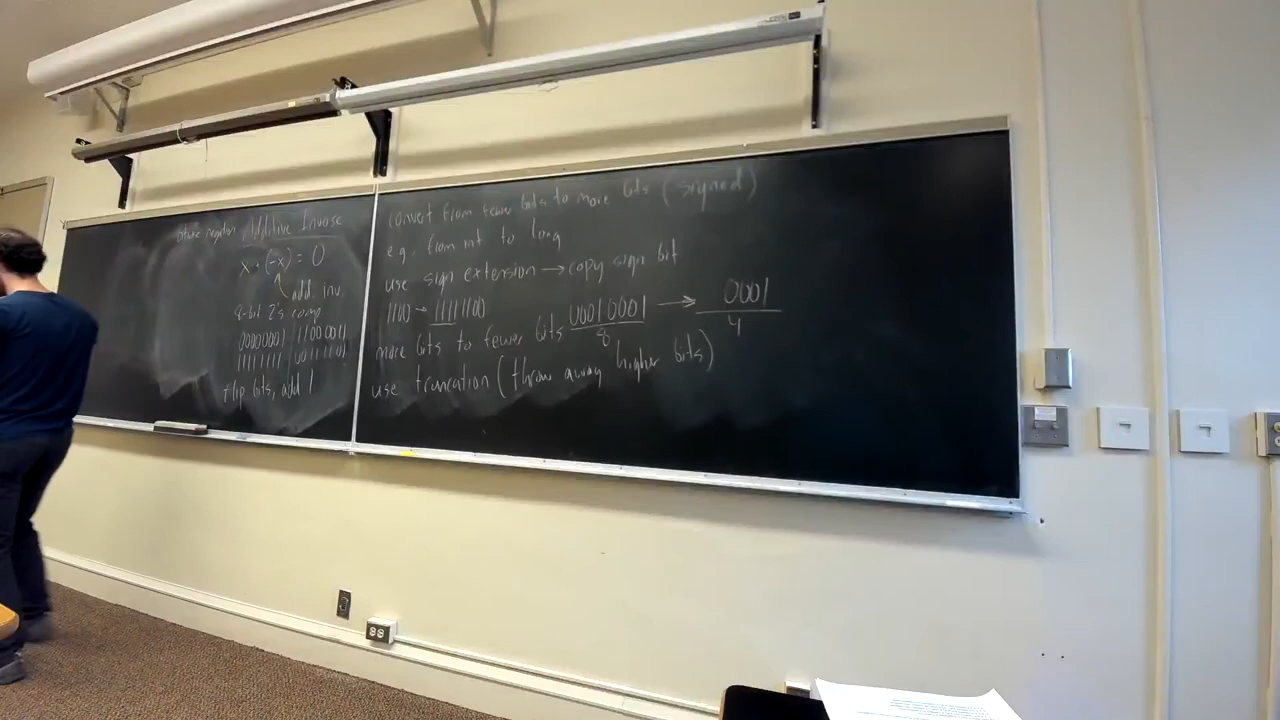 Additive Inverse
x + (-x) = 0
add. inv
8-bit 2's comp
00000001 11000011
11111111 00111101
flip bits, add 1
convert from fewer bits to more bits (signed)
e.g. from int to long
use sign extension → copy sign bit
1100 → 11111100
more bits to fewer bits 00010001 → 0001
8 4
use truncation (throw away higher bits)